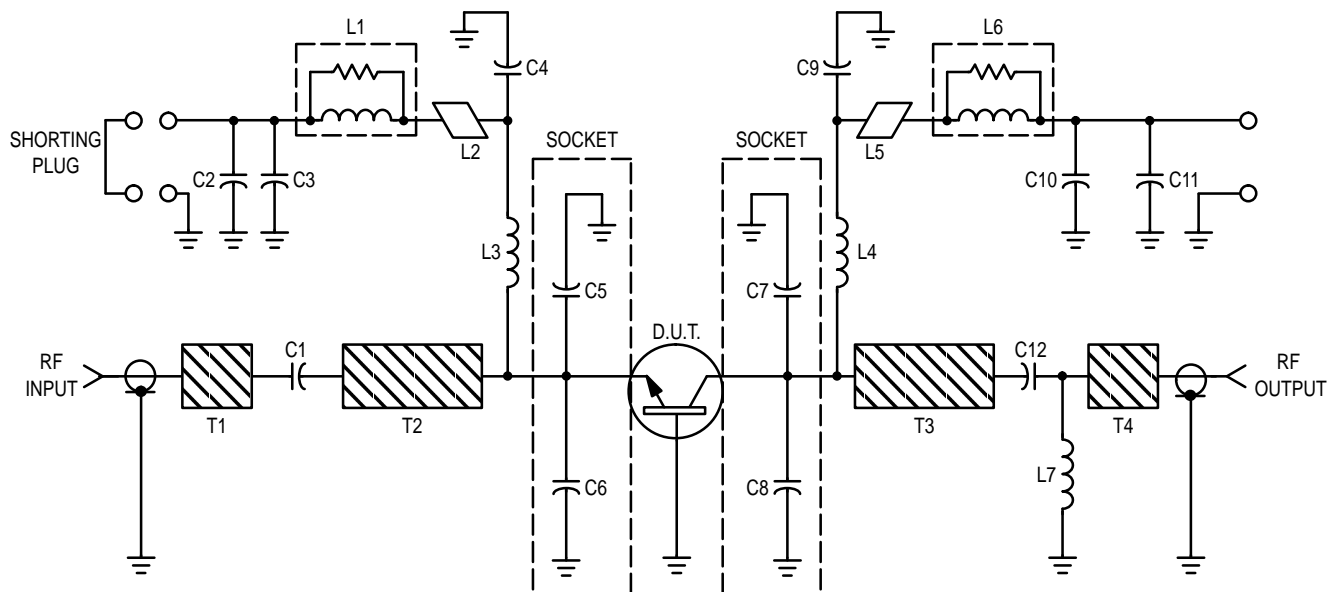 L1
L6
C4
C9
SHORTING
PLUG
C2
C3
L2
SOCKET
SOCKET
L5
C10
C11
L3
L4
C5
C7
RF
INPUT
C1
D.U.T.
C12
RF
OUTPUT
T1
T2
T3
T4
C6
C8
L7